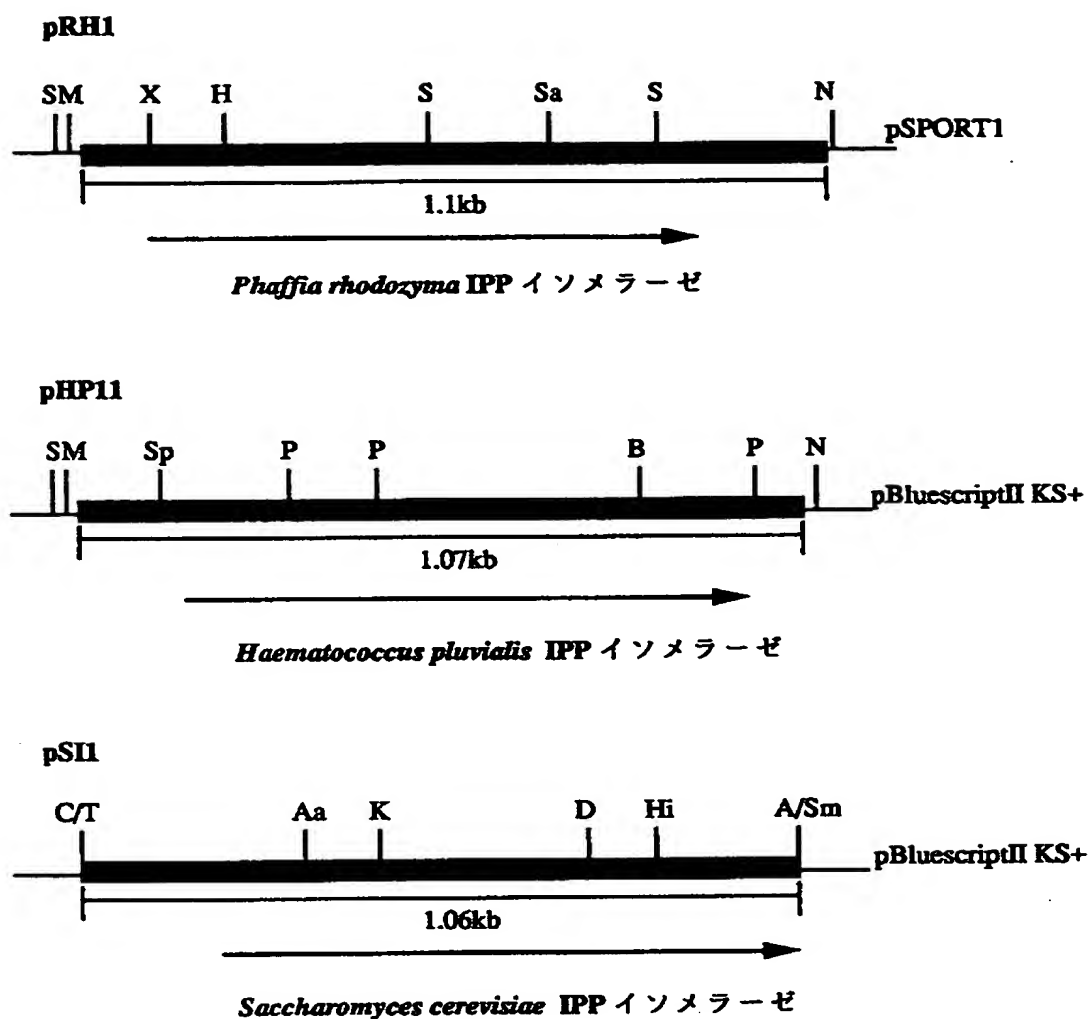 pRH1
SM X H S Sa S N
pSPORT1
1.1kb
Phaffia rhodozyma IPP イソメラーゼ
pHP11
SM Sp P P B P N
pBluescriptII KS+
1.07kb
Haematococcus pluvialis IPP イソメラーゼ
pSI1
C/T Aa K D Hi A/Sm
pBluescriptII KS+
1.06kb
Saccharomyces cerevisiae IPP イソメラーゼ